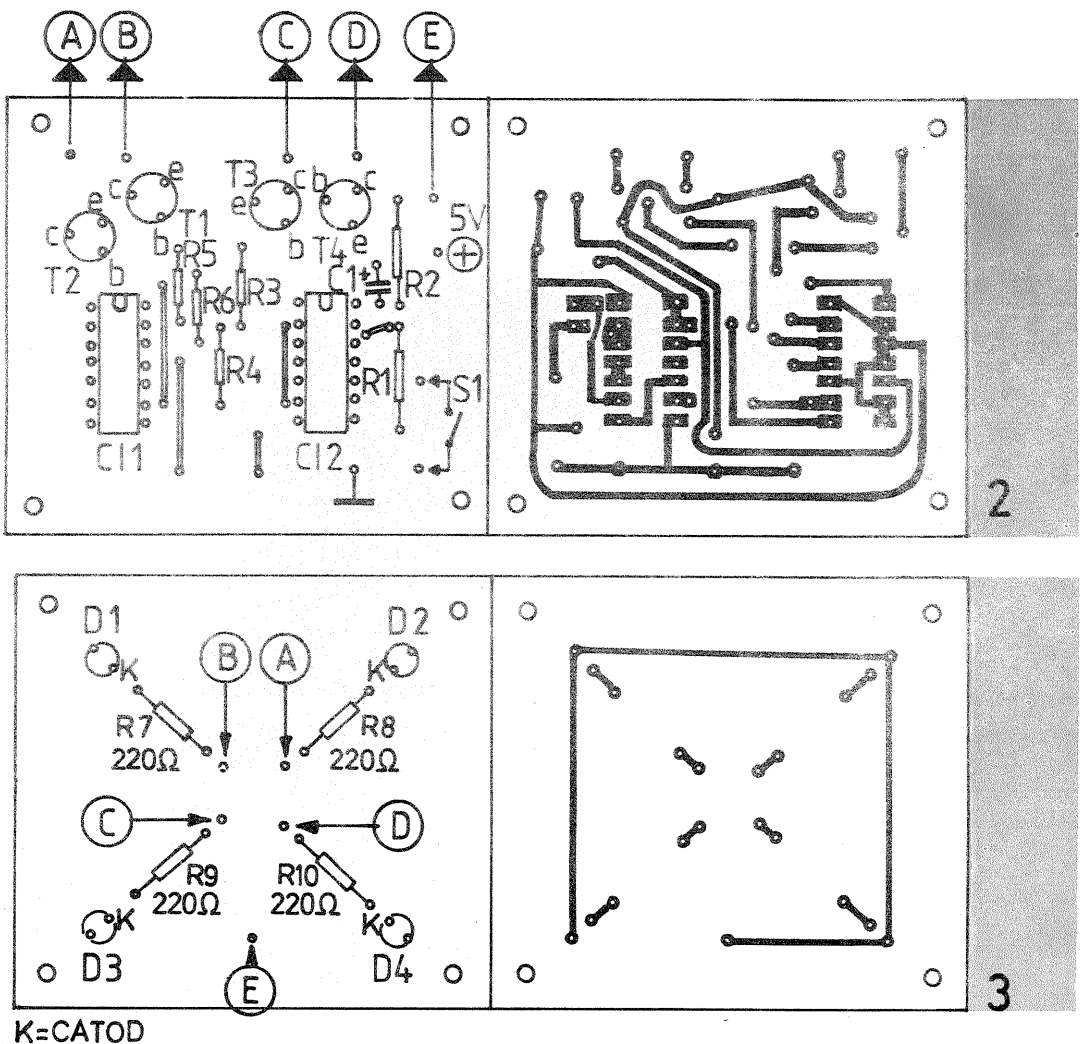 A B C D E
e T3 c b c
c e
e 5V
c T1 b T4 e
T2 b R5 C1+ R2
R6 R3
R4 R1 S1
CI1 CI2
2
D1 D2
B A
K K
R7 R8
220Ω 220Ω
C D
R9 R10
220Ω 220Ω
K K
D3 D4
E
3
K=CATOD